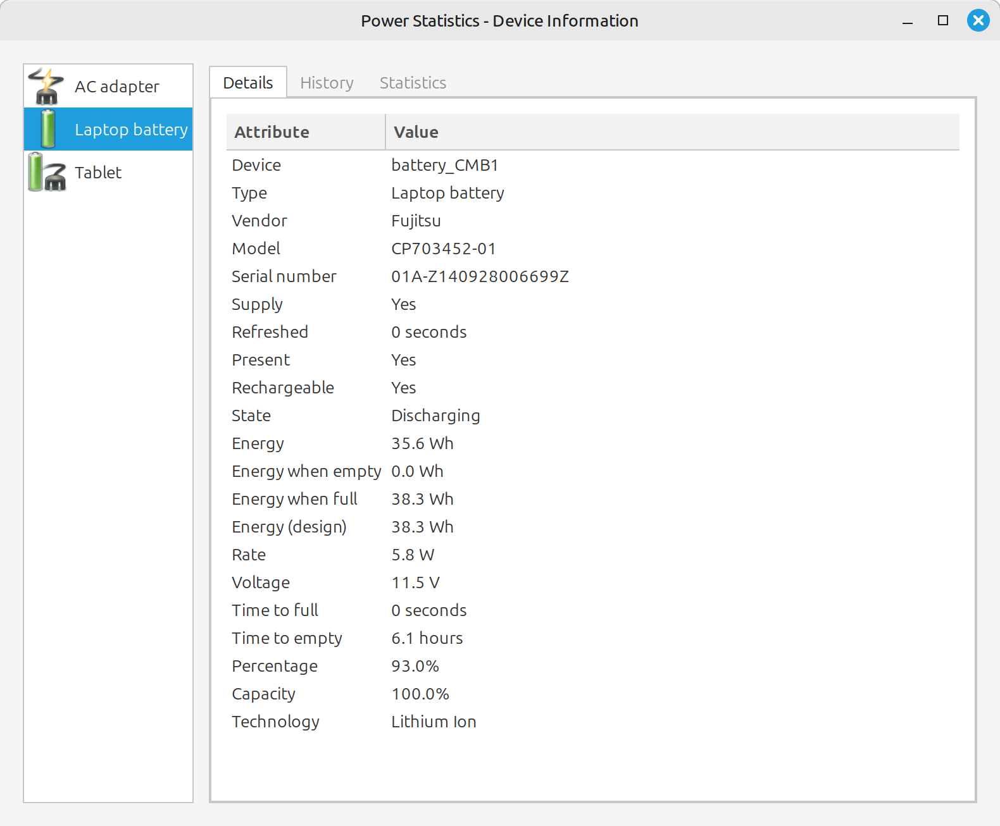 Power Statistics - Device Information
AC adapter
Laptop battery
Tablet
Details History Statistics
Attribute Value
Device battery_CMB1
Type Laptop battery
Vendor Fujitsu
Model CP703452-01
Serial number 01A-Z140928006699Z
Supply Yes
Refreshed 0 seconds
Present Yes
Rechargeable Yes
State Discharging
Energy 35.6 Wh
Energy when empty 0.0 Wh
Energy when full 38.3 Wh
Energy (design) 38.3 Wh
Rate 5.8 W
Voltage 11.5 V
Time to full 0 seconds
Time to empty 6.1 hours
Percentage 93.0%
Capacity 100.0%
Technology Lithium Ion